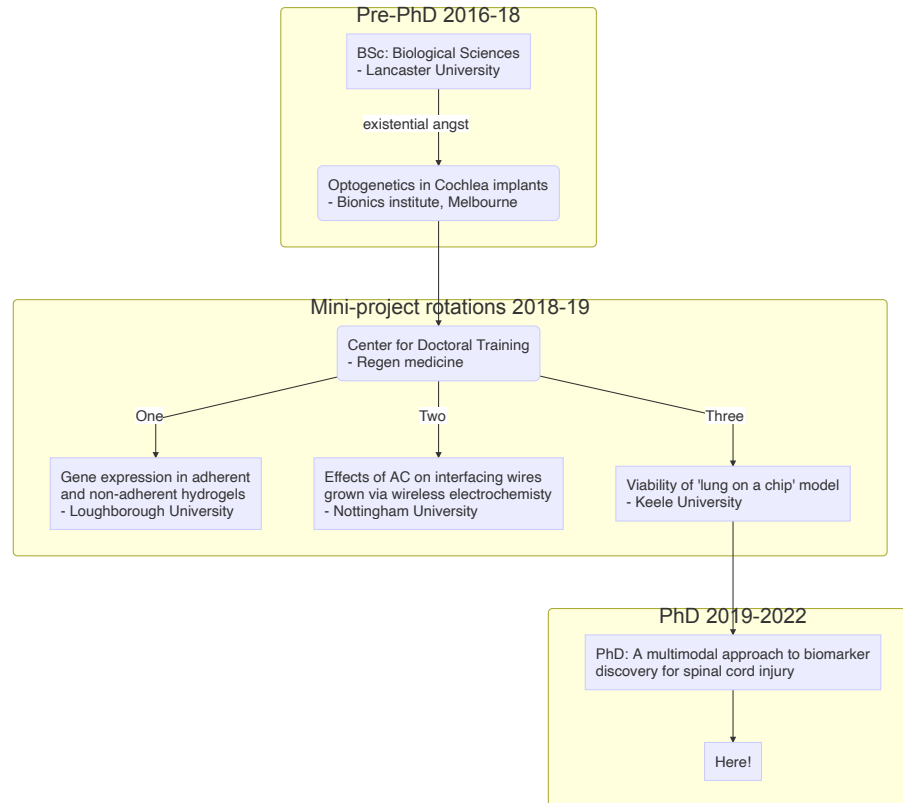 Pre-PhD 2016-18
BSc: Biological Sciences
- Lancaster University
existential angst
Optogenetics in Cochlea implants
- Bionics institute, Melbourne
Mini-project rotations 2018-19
Center for Doctoral Training
- Regen medicine
One
Two
Three
Gene expression in adherent
and non-adherent hydrogels
- Loughborough University
Effects of AC on interfacing wires
grown via wireless electrochemisty
- Nottingham University
Viability of 'lung on a chip' model
- Keele University
PhD 2019-2022
PhD: A multimodal approach to biomarker
discovery for spinal cord injury
Here!